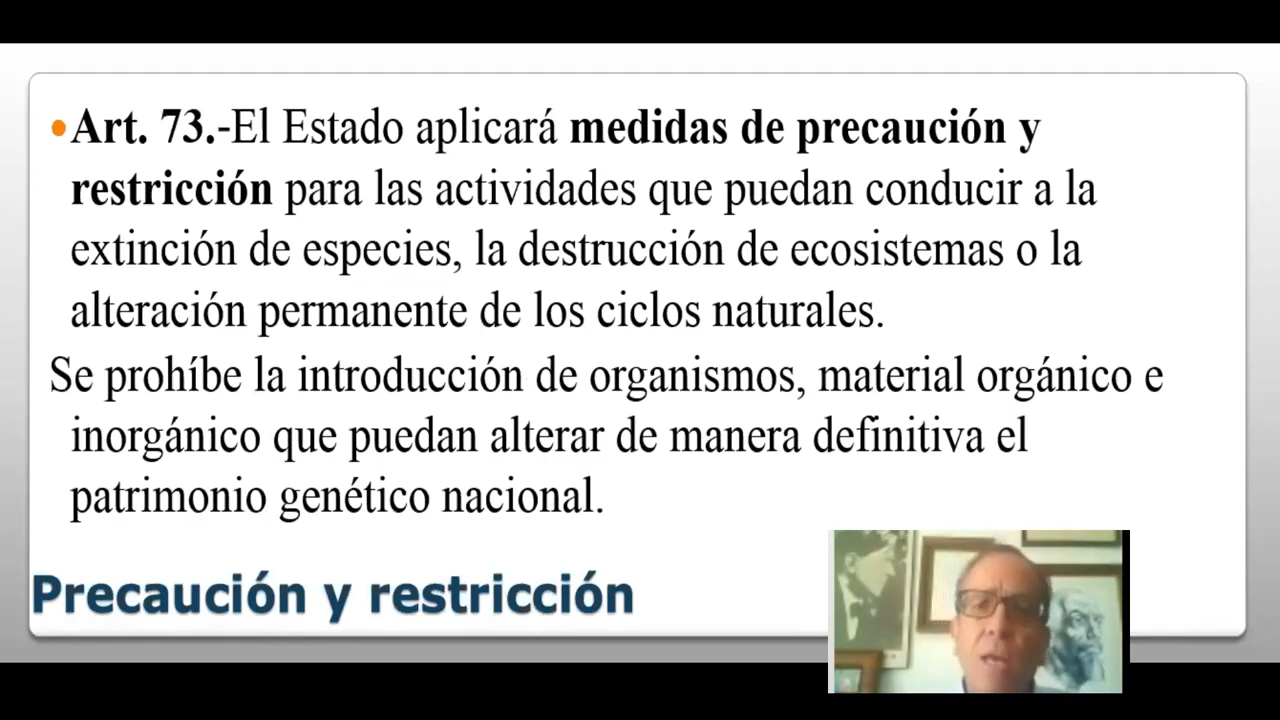 •Art. 73.-El Estado aplicará medidas de precaución y
restricción para las actividades que puedan conducir a la
extinción de especies, la destrucción de ecosistemas o la
alteración permanente de los ciclos naturales.
Se prohíbe la introducción de organismos, material orgánico e
inorgánico que puedan alterar de manera definitiva el
patrimonio genético nacional.
Precaución y restricción